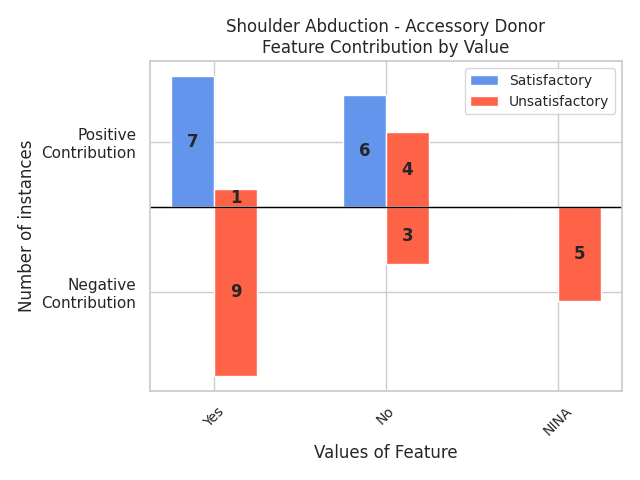 Shoulder Abduction - Accessory Donor
Feature Contribution by Value
Satisfactory
Unsatisfactory
Number of instances
Positive
Contribution
Negative
Contribution
7
1
9
6
4
3
5
Yes
No
NINA
Values of Feature